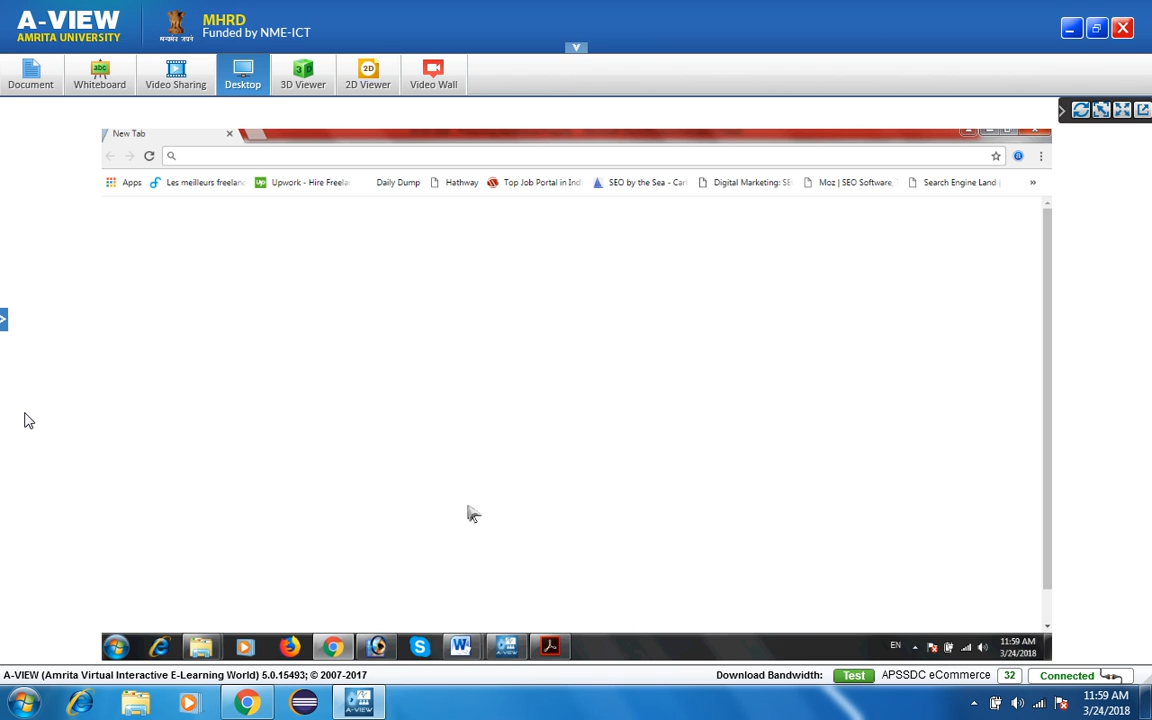 A-VIEW
AMRITA UNIVERSITY
MHRD
Funded by NME-ICT
Document
Whiteboard
abc
Video Sharing
Desktop
3D Viewer
2D
2D Viewer
Video Wall
New Tab
Apps
Les meilleurs freelanc
Up
Upwork - Hire Freela
Daily Dump
Hathway
Top Job Portal in Ind
SEO by the Sea - Car
Digital Marketing: SE
Moz | SEO Software,
Search Engine Land |
»
EN
11:59 AM
3/24/2018
A-VIEW (Amrita Virtual Interactive E-Learning World) 5.0.15493; © 2007-2017
Download Bandwidth:
Test
APSSDC eCommerce
32
Connected
11:59 AM
3/24/2018